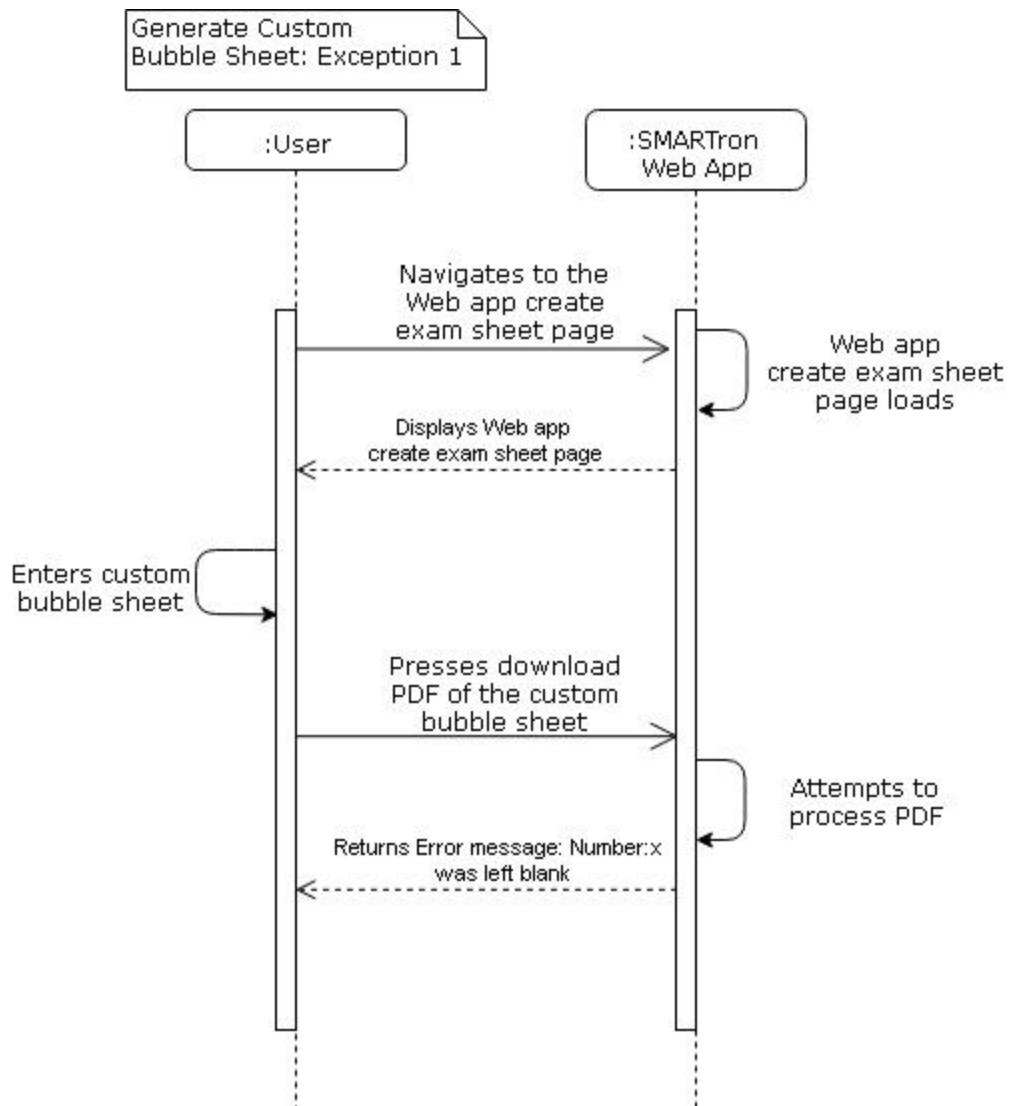 Generate Custom
Bubble Sheet: Exception 1
:User
:SMARTron
Web App
Navigates to the
Web app create
exam sheet page
Web app
create exam sheet
page loads
Displays Web app
create exam sheet page
Enters custom
bubble sheet
Presses download
PDF of the custom
bubble sheet
Attempts to
process PDF
Returns Error message: Number:x
was left blank